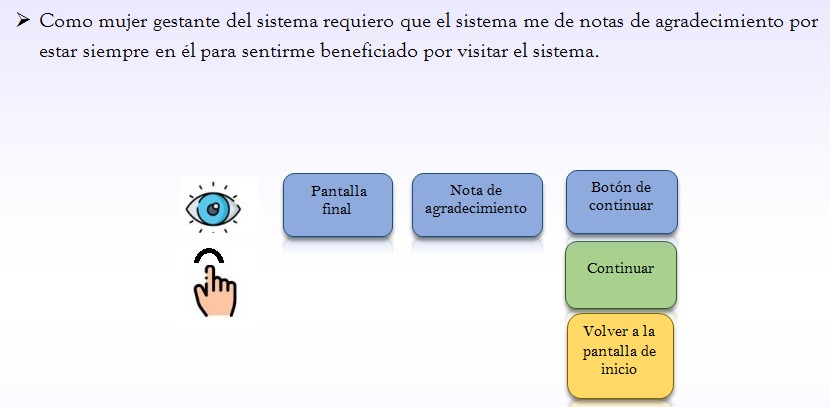 Como mujer gestante del sistema requiero que el sistema me de notas de agradecimiento por
estar siempre en él para sentirme beneficiado por visitar el sistema.
Pantalla
final
Nota de
agradecimiento
Botón de
continuar
Continuar
Volver a la
pantalla de
inicio